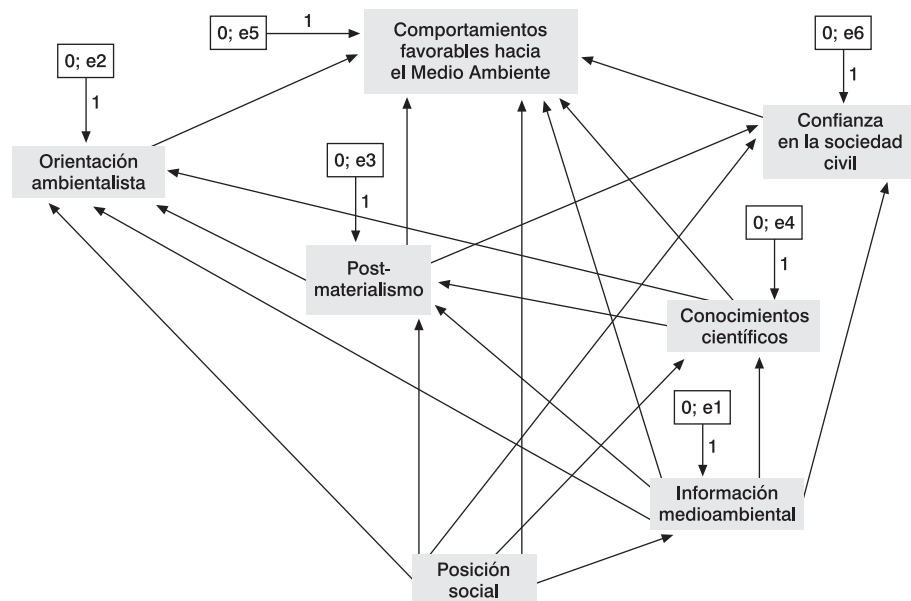 0; e5
1
Comportamientos
favorables hacia
el Medio Ambiente
0; e6
1
0; e2
1
Confianza
en la sociedad
civil
Orientación
ambientalista
0; e3
1
0; e4
1
Post-
materialismo
Conocimientos
científicos
0; e1
1
Información
medioambiental
Posición
social